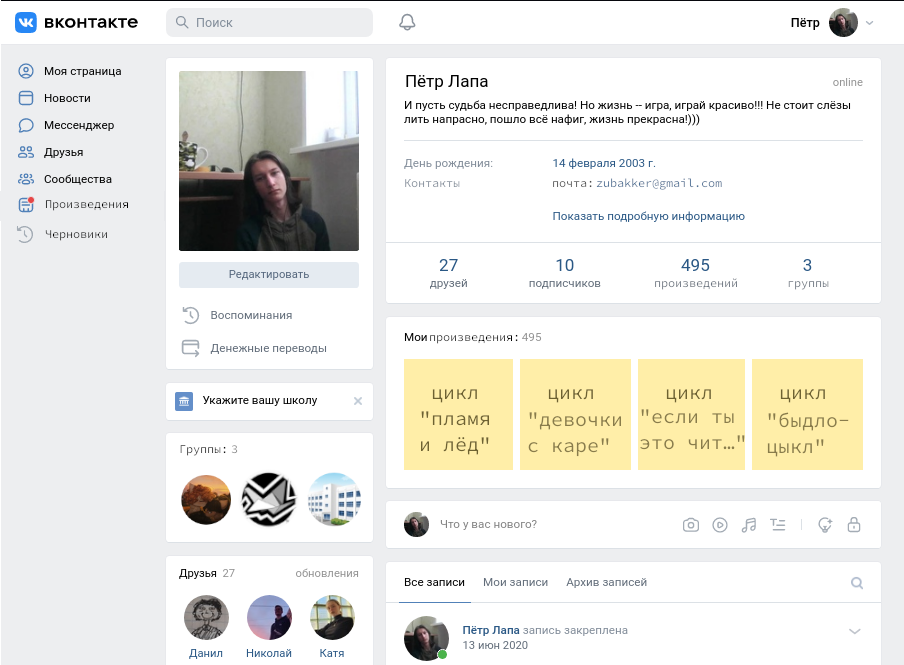 вконтакте
Поиск
Пётр
Моя страница
Новости
Мессенджер
Друзья
Сообщества
Произведения
Черновики
Редактировать
Воспоминания
Денежные переводы
Укажите вашу школу
Группы: 3
Друзья 27
обновления
Данил
Николай
Катя
Пётр Лапа
online
И пусть судьба несправедлива! Но жизнь -- игра, играй красиво!!! Не стоит слёзы
лить напрасно, пошло всё нафиг, жизнь прекрасна!)))
День рождения:
14 февраля 2003 г.
Контакты
почта: zubakker@gmail.com
Показать подробную информацию
27
друзей
10
подписчиков
495
произведений
3
группы
Мои произведения: 495
цикл
"пламя
и лёд"
цикл
"девочки
с каре"
цикл
"если ты
это чит…"
цикл
"быдло-
цыкл"
Что у вас нового?
Все записи
Мои записи
Архив записей
Пётр Лапа запись закреплена
13 июн 2020